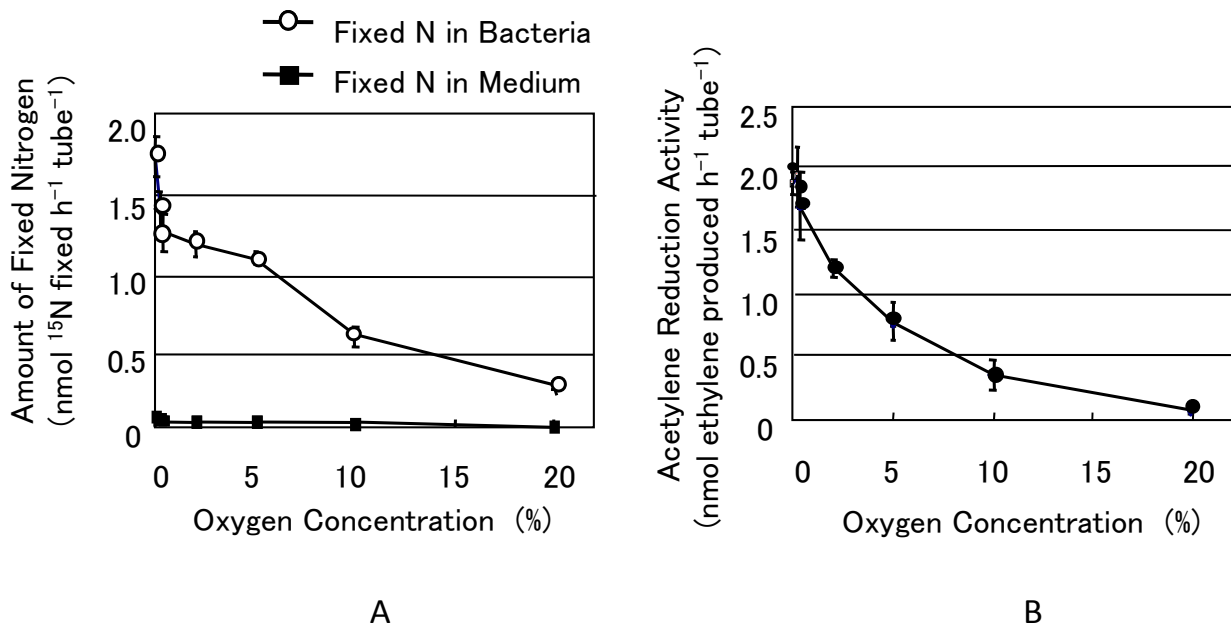 Fixed N in Bacteria
Fixed N in Medium
Amount of Fixed Nitrogen
(nmol ¹⁵N fixed h⁻¹ tube⁻¹)
2.0
1.5
1.0
0.5
0
0 5 10 15 20
Oxygen Concentration (%)
A
Acetylene Reduction Activity
(nmol ethylene produced h⁻¹ tube⁻¹)
2.5
2.0
1.5
1.0
0.5
0
0 5 10 15 20
Oxygen Concentration (%)
B